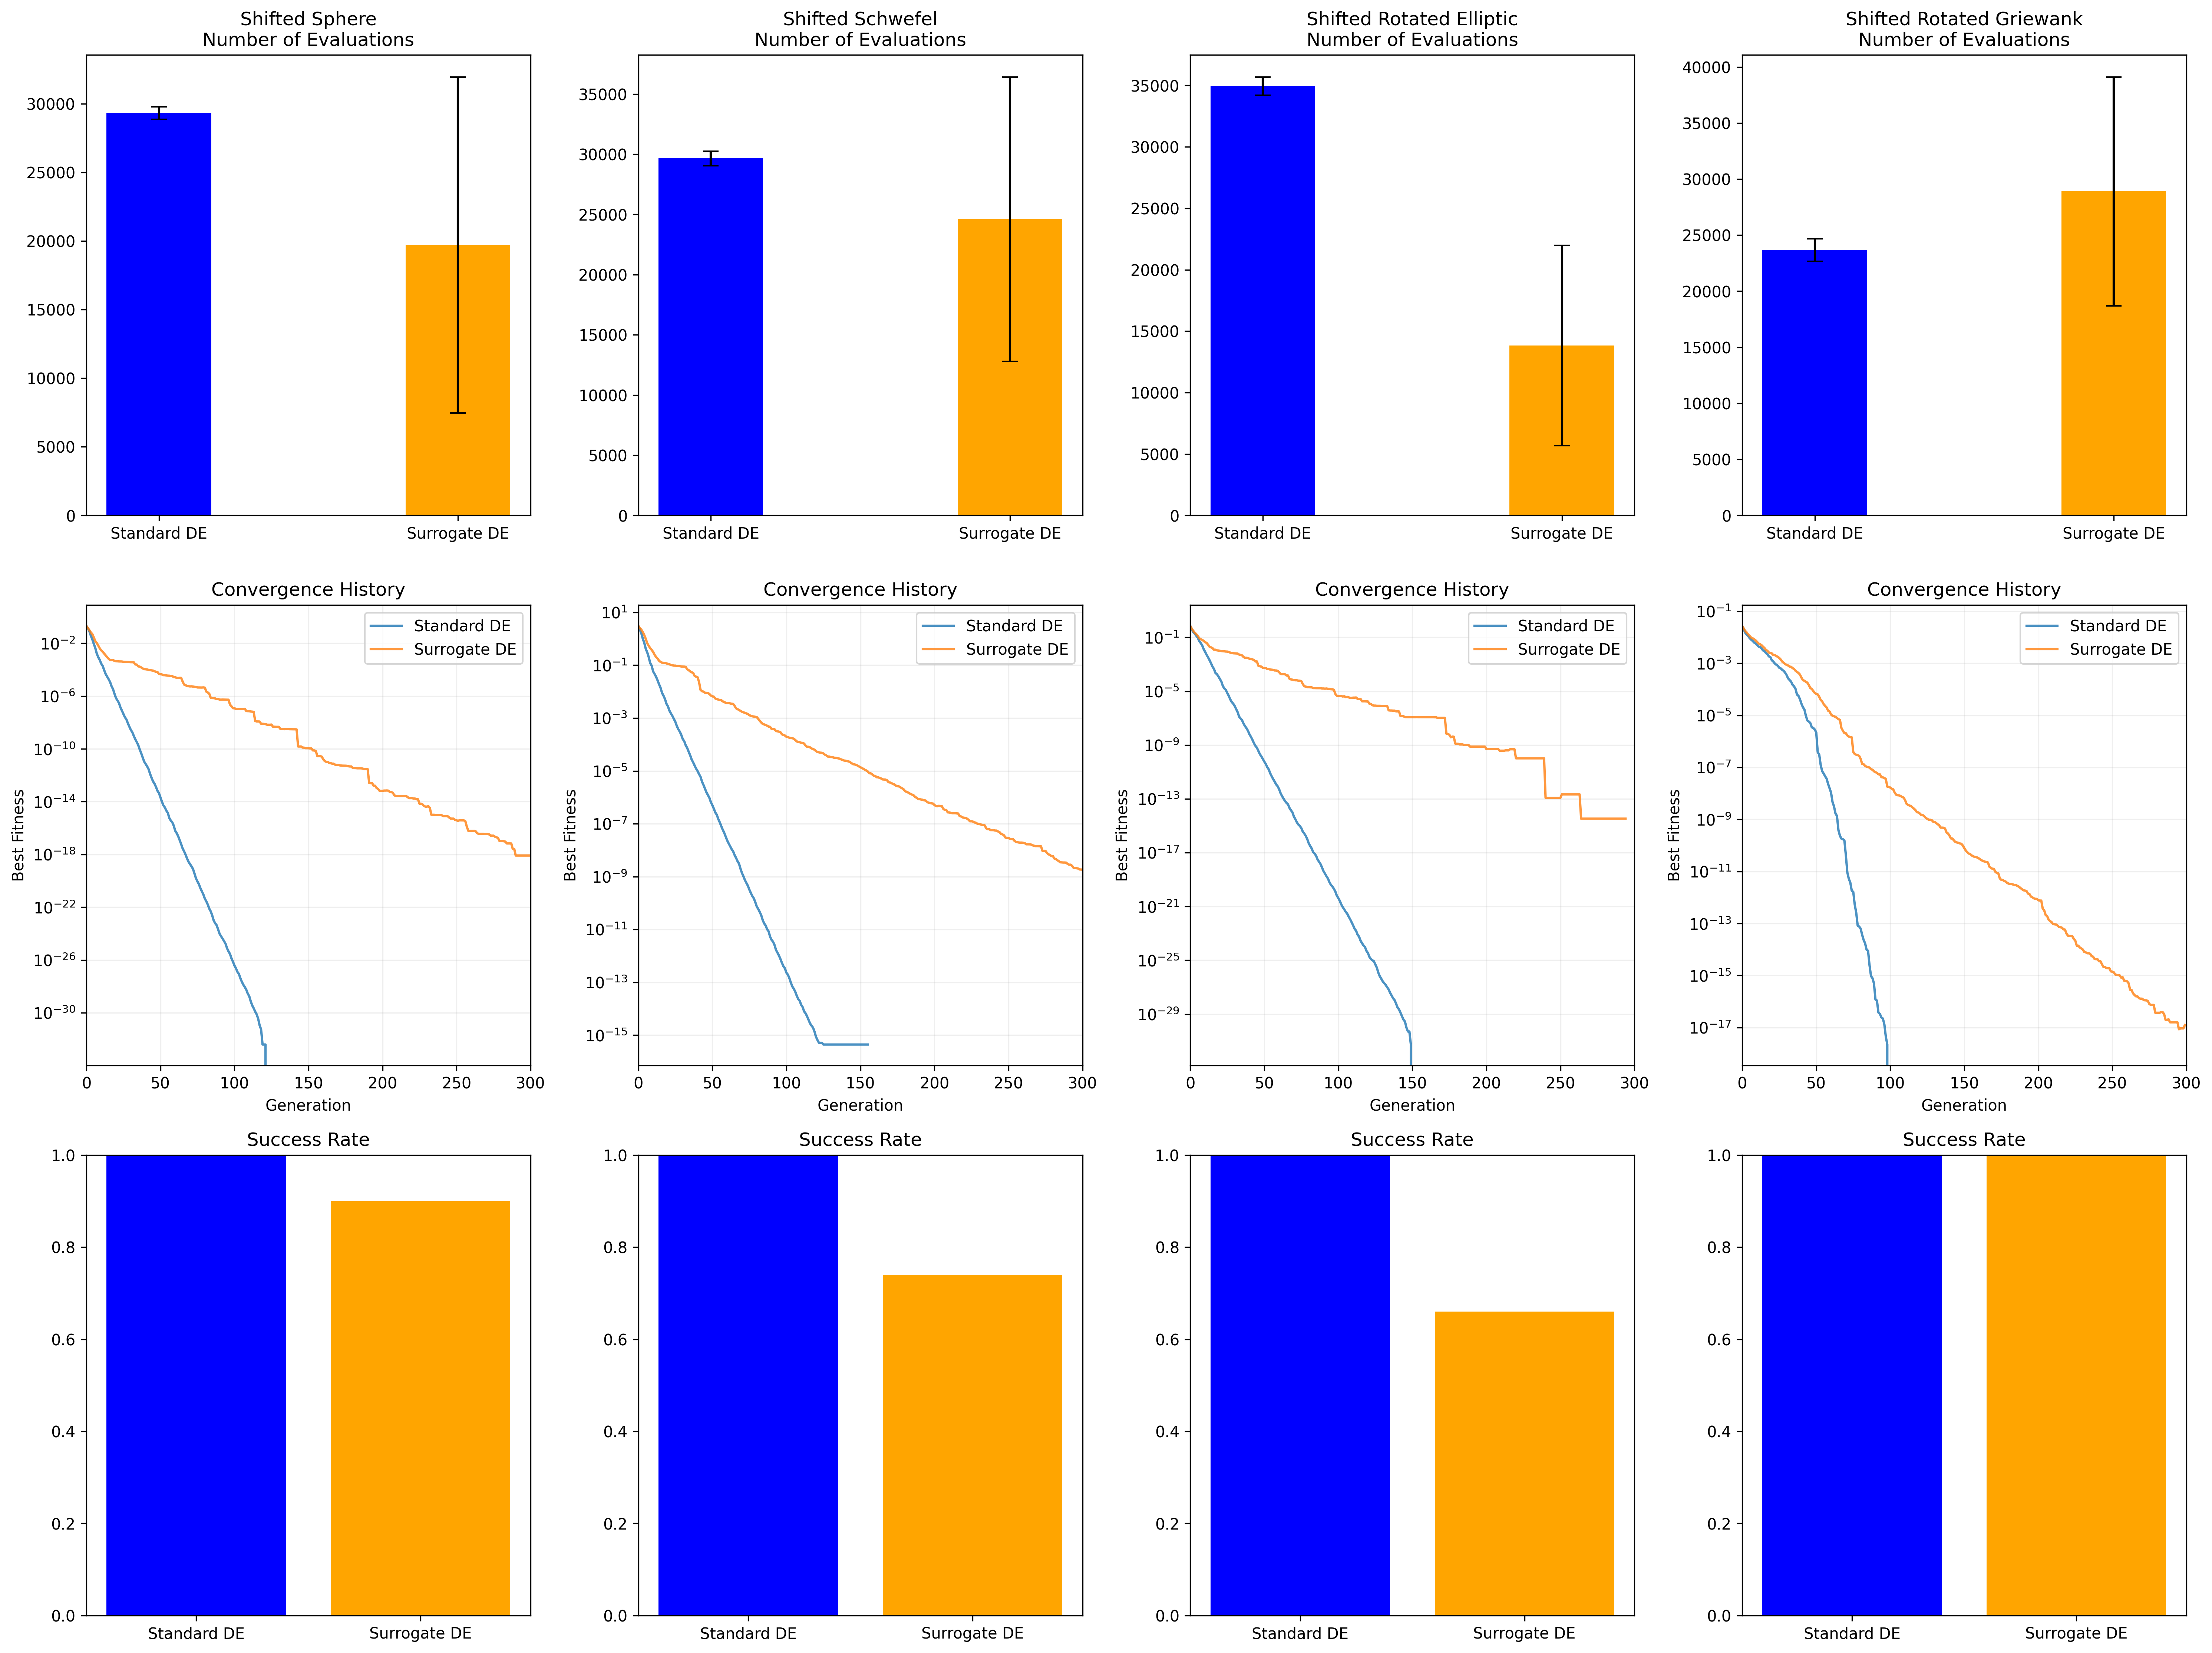 Shifted Sphere
Number of Evaluations
Shifted Schwefel
Number of Evaluations
Shifted Rotated Elliptic
Number of Evaluations
Shifted Rotated Griewank
Number of Evaluations
30000
25000
20000
15000
10000
5000
0
Standard DE
Surrogate DE
35000
30000
25000
20000
15000
10000
5000
0
Standard DE
Surrogate DE
35000
30000
25000
20000
15000
10000
5000
0
Standard DE
Surrogate DE
40000
35000
30000
25000
20000
15000
10000
5000
0
Standard DE
Surrogate DE
Convergence History
Standard DE
Surrogate DE
Best Fitness
10⁻²
10⁻⁶
10⁻¹⁰
10⁻¹⁴
10⁻¹⁸
10⁻²²
10⁻²⁶
10⁻³⁰
0 50 100 150 200 250 300
Generation
Convergence History
Standard DE
Surrogate DE
Best Fitness
10¹
10⁻¹
10⁻³
10⁻⁵
10⁻⁷
10⁻⁹
10⁻¹¹
10⁻¹³
10⁻¹⁵
0 50 100 150 200 250 300
Generation
Convergence History
Standard DE
Surrogate DE
Best Fitness
10⁻¹
10⁻⁵
10⁻⁹
10⁻¹³
10⁻¹⁷
10⁻²¹
10⁻²⁵
10⁻²⁹
0 50 100 150 200 250 300
Generation
Convergence History
Standard DE
Surrogate DE
Best Fitness
10⁻¹
10⁻³
10⁻⁵
10⁻⁷
10⁻⁹
10⁻¹¹
10⁻¹³
10⁻¹⁵
10⁻¹⁷
0 50 100 150 200 250 300
Generation
Success Rate
1.0
0.8
0.6
0.4
0.2
0.0
Standard DE
Surrogate DE
Success Rate
1.0
0.8
0.6
0.4
0.2
0.0
Standard DE
Surrogate DE
Success Rate
1.0
0.8
0.6
0.4
0.2
0.0
Standard DE
Surrogate DE
Success Rate
1.0
0.8
0.6
0.4
0.2
0.0
Standard DE
Surrogate DE